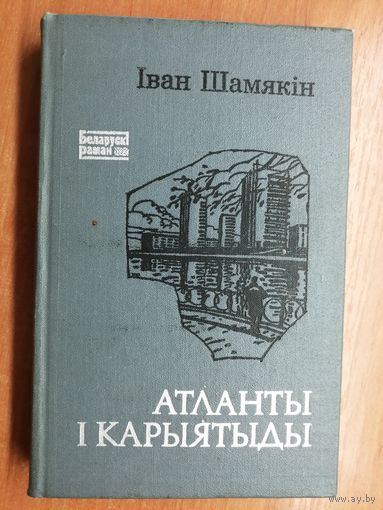 Іван Шамякін
Беларускі
раман
АТЛАНТЫ
І КАРЫЯТЫДЫ
www.ay.by